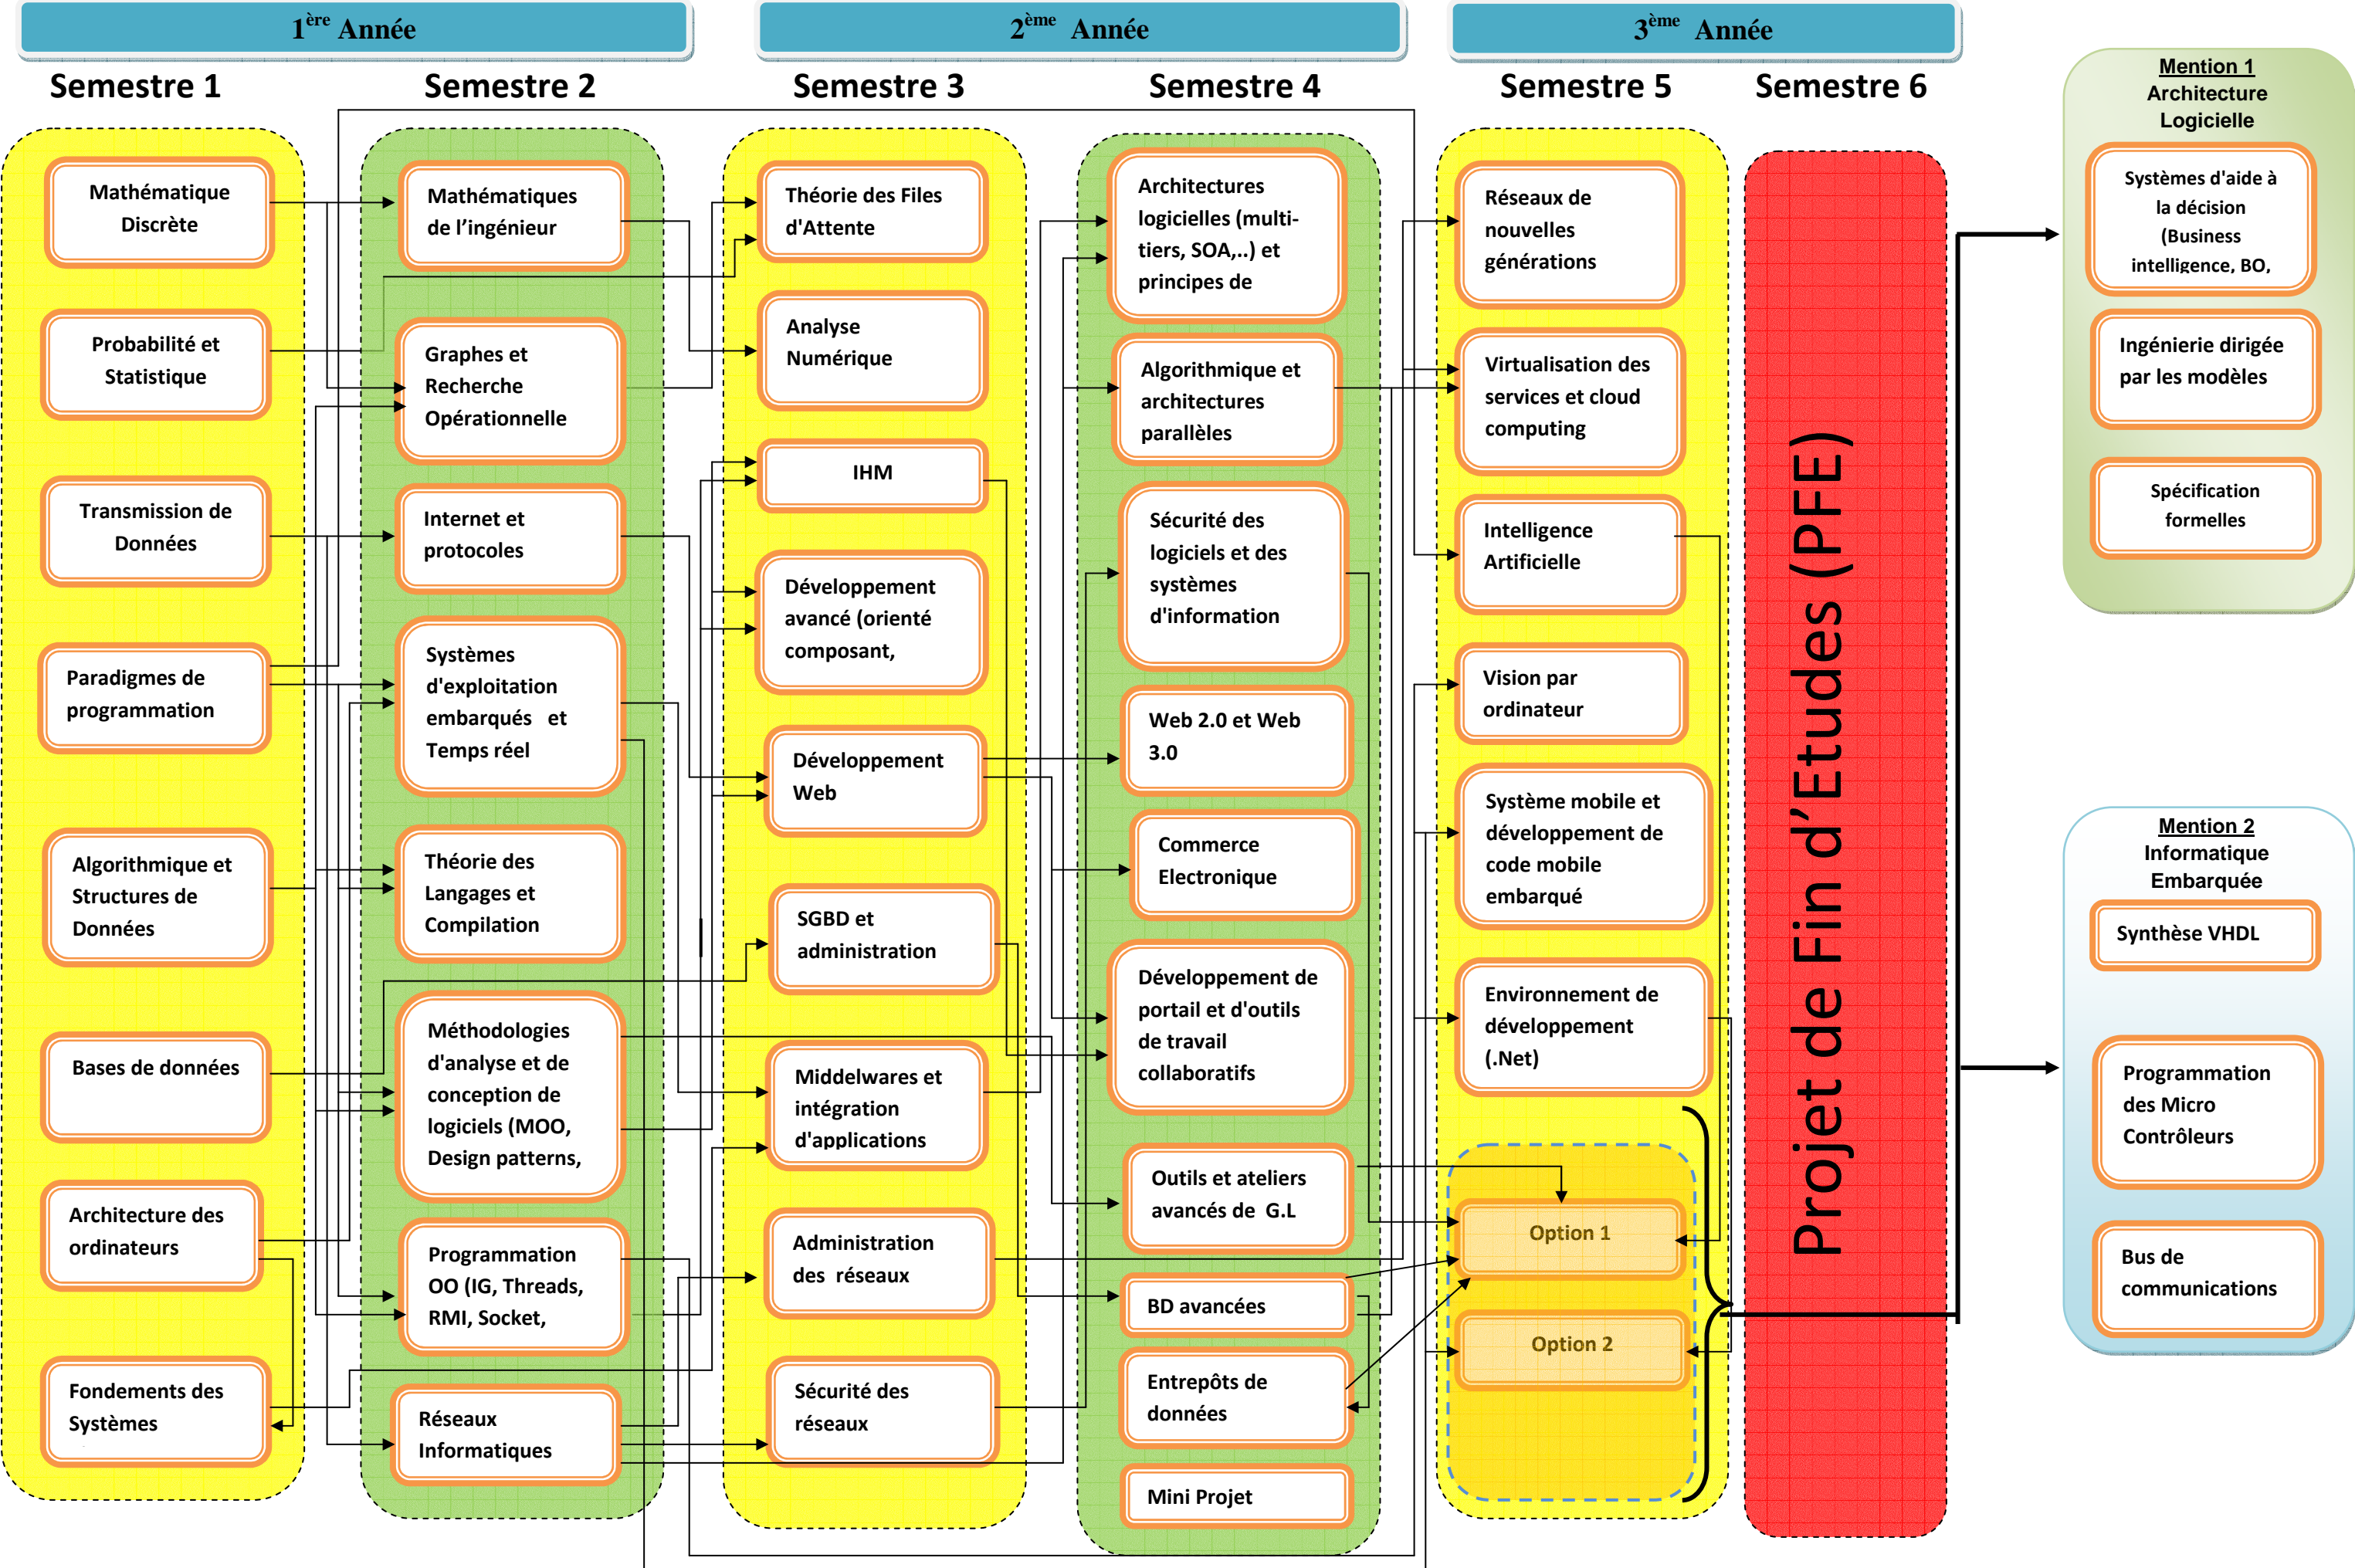 1ère Année
2ème Année
3ème Année
Semestre 1
Semestre 2
Semestre 3
Semestre 4
Semestre 5
Semestre 6
Mathématique
Discrète
Probabilité et
Statistique
Transmission de
Données
Paradigmes de
programmation
Algorithmique et
Structures de
Données
Bases de données
Architecture des
ordinateurs
Fondements des
Systèmes
Mathématiques
de l’ingénieur
Graphes et
Recherche
Opérationnelle
Internet et
protocoles
Systèmes
d'exploitation
embarqués et
Temps réel
Théorie des
Langages et
Compilation
Méthodologies
d'analyse et de
conception de
logiciels (MOO,
Design patterns,
Programmation
OO (IG, Threads,
RMI, Socket,
Réseaux
Informatiques
Théorie des Files
d'Attente
Analyse
Numérique
IHM
Développement
avancé (orienté
composant,
Développement
Web
SGBD et
administration
Middelwares et
intégration
d'applications
Administration
des réseaux
Sécurité des
réseaux
Architectures
logicielles (multi-
tiers, SOA,..) et
principes de
Algorithmique et
architectures
parallèles
Sécurité des
logiciels et des
systèmes
d'information
Web 2.0 et Web
3.0
Commerce
Electronique
Développement de
portail et d'outils
de travail
collaboratifs
Outils et ateliers
avancés de G.L
BD avancées
Entrepôts de
données
Mini Projet
Réseaux de
nouvelles
générations
Virtualisation des
services et cloud
computing
Intelligence
Artificielle
Vision par
ordinateur
Système mobile et
développement de
code mobile
embarqué
Environnement de
développement
(.Net)
Option 1
Option 2
Projet de Fin d’Etudes (PFE)
Mention 1
Architecture
Logicielle
Systèmes d'aide à
la décision
(Business
intelligence, BO,
Ingénierie dirigée
par les modèles
Spécification
formelles
Mention 2
Informatique
Embarquée
Synthèse VHDL
Programmation
des Micro
Contrôleurs
Bus de
communications